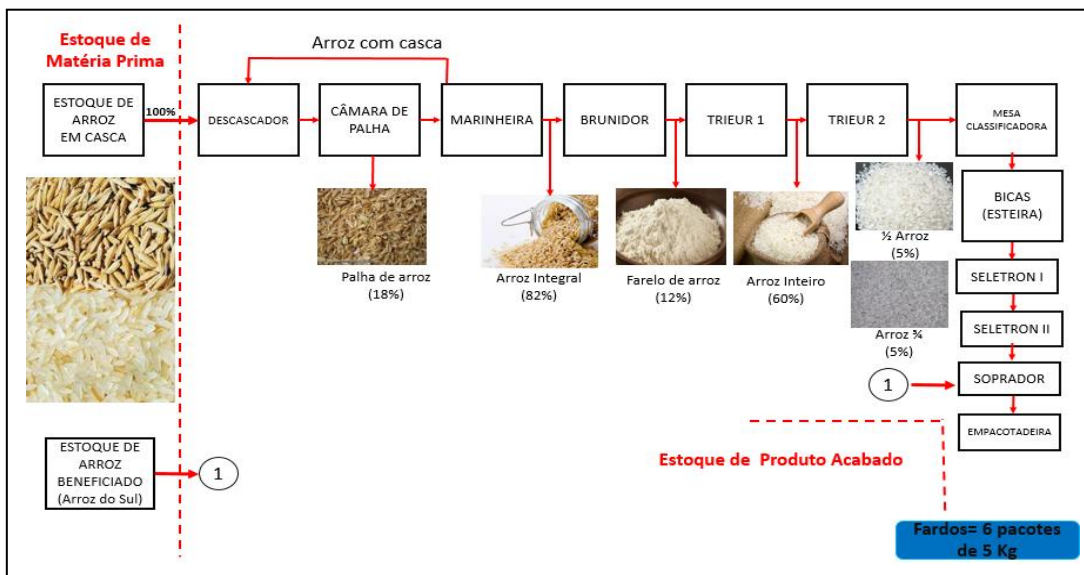 Estoque de
Matéria Prima
Arroz com casca
ESTOQUE DE
ARROZ
EM CASCA
100%
DESCASCADOR
CÂMARA DE
PALHA
MARINHEIRA
BRUNIDOR
TRIEUR 1
TRIEUR 2
MESA
CLASSIFICADORA
Palha de arroz
(18%)
Arroz Integral
(82%)
Farelo de arroz
(12%)
Arroz Inteiro
(60%)
½ Arroz
(5%)
Arroz ¾
(5%)
BICAS
(ESTEIRA)
SELETRON I
SELETRON II
1
SOPRADOR
EMPACOTADEIRA
ESTOQUE DE
ARROZ
BENEFICIADO
(Arroz do Sul)
1
Estoque de Produto Acabado
Fardos= 6 pacotes
de 5 Kg